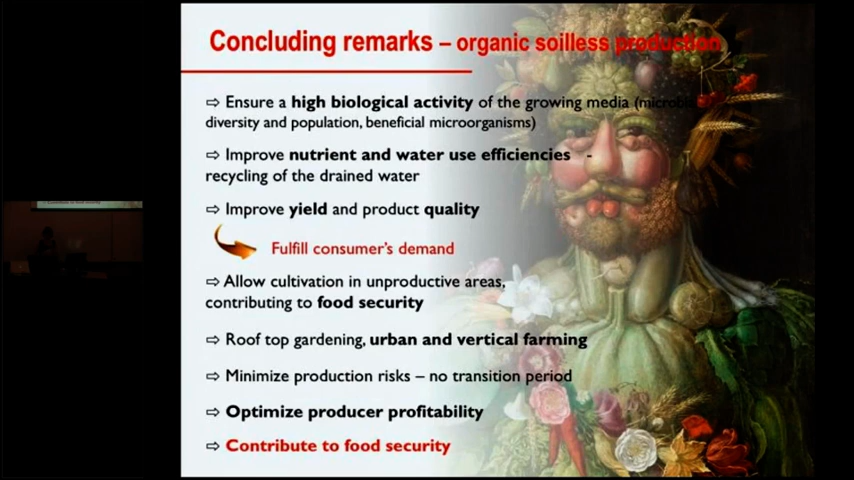 Concluding remarks – organic soilless production
⇨ Ensure a high biological activity of the growing media (microbial
diversity and population, beneficial microorganisms)
⇨ Improve nutrient and water use efficiencies -
recycling of the drained water
⇨ Improve yield and product quality
Fulfill consumer's demand
⇨ Allow cultivation in unproductive areas,
contributing to food security
⇨ Roof top gardening, urban and vertical farming
⇨ Minimize production risks – no transition period
⇨ Optimize producer profitability
⇨ Contribute to food security